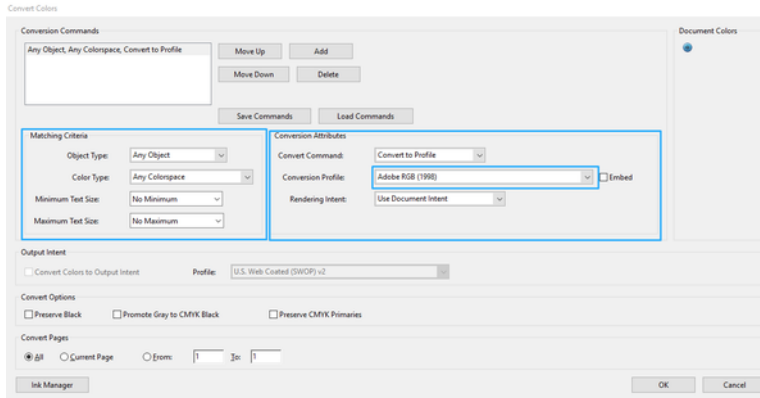 Convert Colors
Conversion Commands
Document Colors
Any Object, Any Colorspace, Convert to Profile
Move Up
Add
Move Down
Delete
Save Commands
Load Commands
Matching Criteria
Object Type: Any Object
Color Type: Any Colorspace
Minimum Text Size: No Minimum
Maximum Text Size: No Maximum
Conversion Attributes
Convert Command: Convert to Profile
Conversion Profile: Adobe RGB (1998) Embed
Rendering Intent: Use Document Intent
Output Intent
Convert Colors to Output Intent Profile: U.S. Web Coated (SWOP) v2
Convert Options
Preserve Black Promote Gray to CMYK Black Preserve CMYK Primaries
Convert Pages
All Current Page From: 1 To: 1
Ink Manager OK Cancel